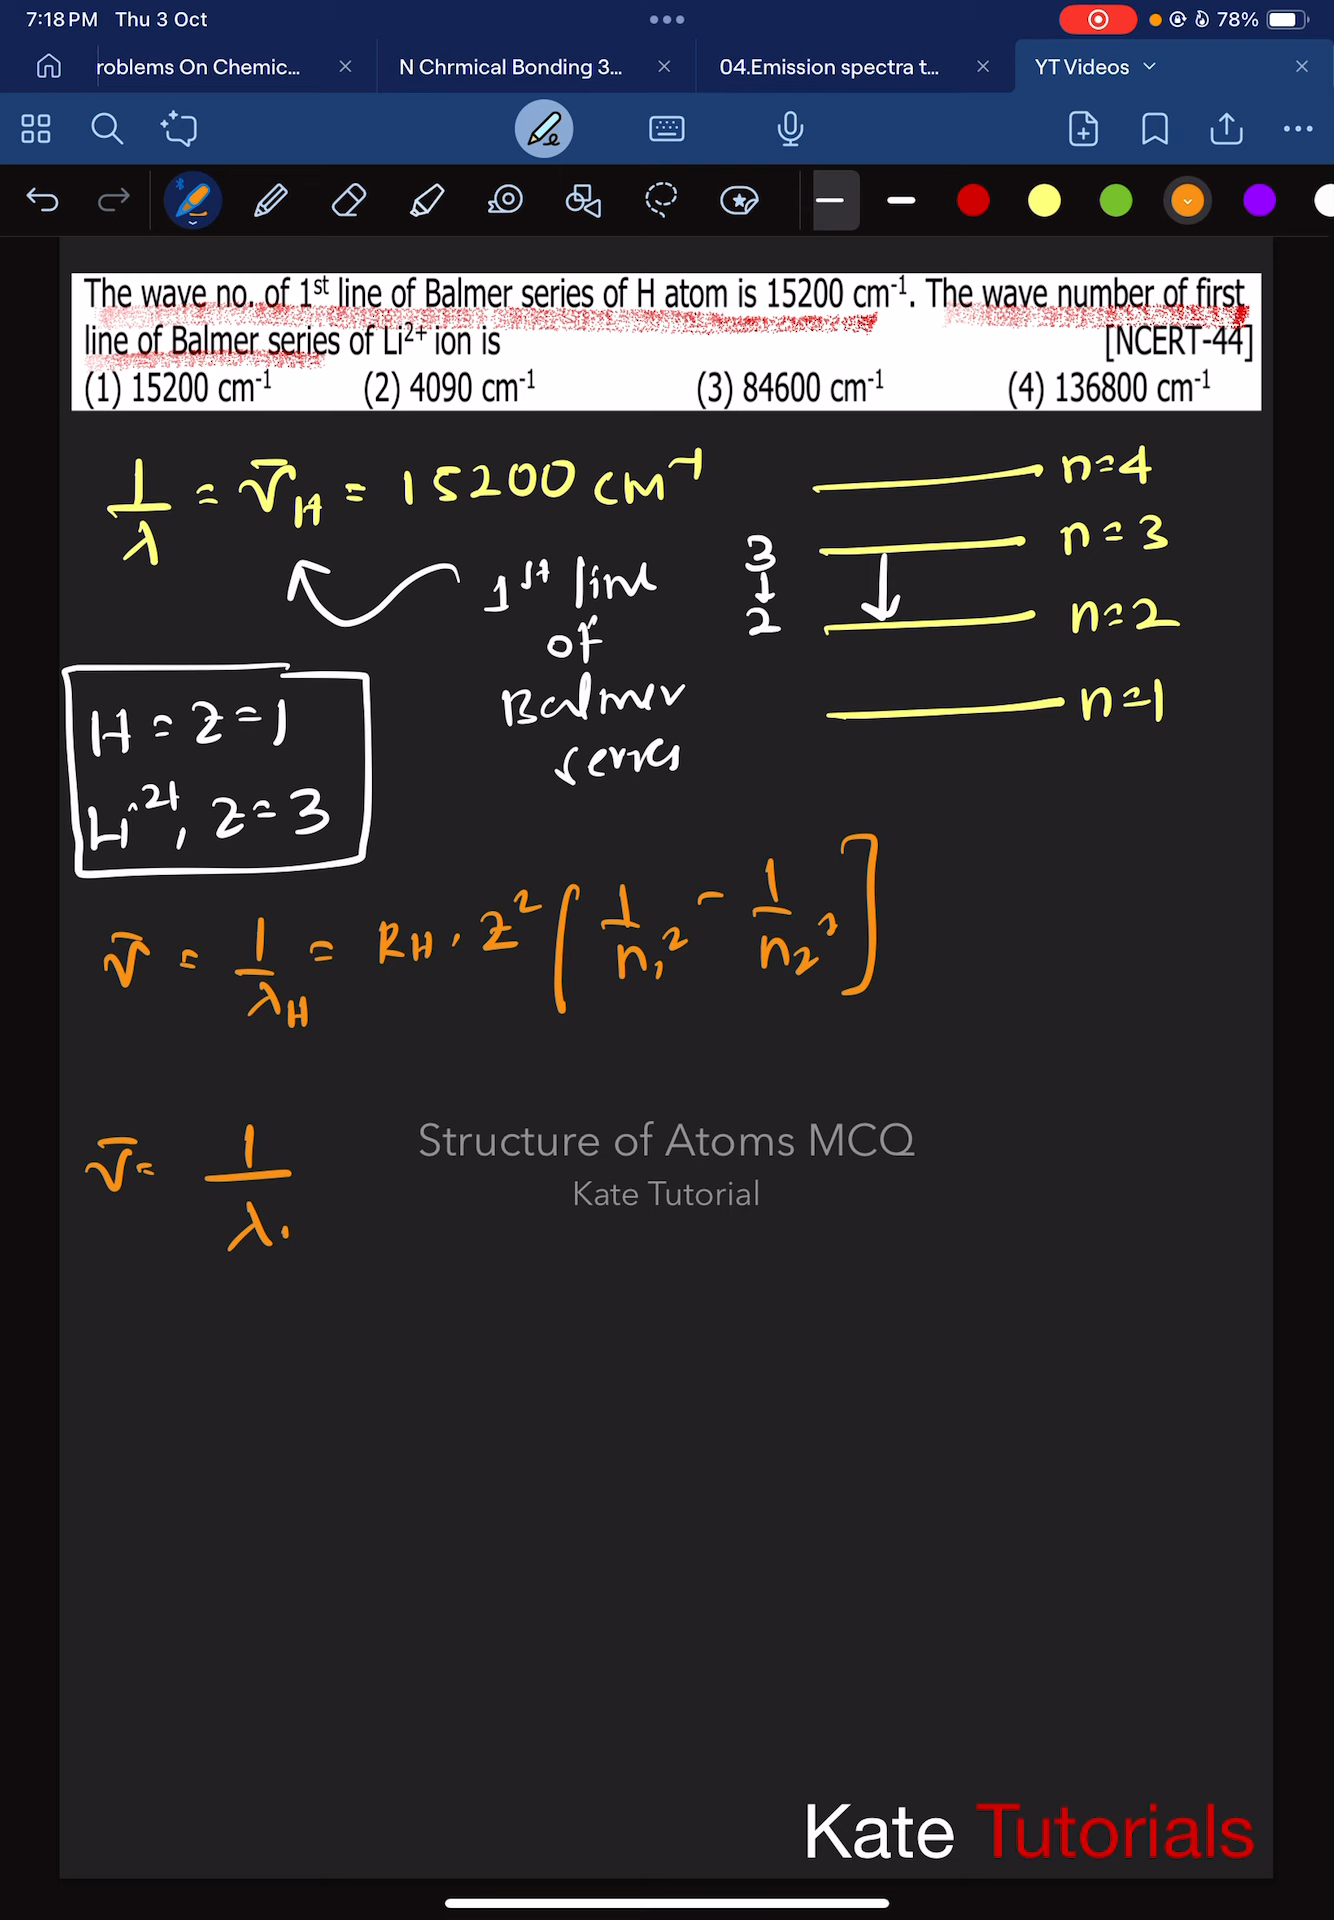 7:18 PM Thu 3 Oct
78%
roblems On Chemic...
N Chrmical Bonding 3...
04.Emission spectra t...
YT Videos
The wave no. of 1st line of Balmer series of H atom is 15200 cm-1. The wave number of first
line of Balmer series of Li2+ ion is [NCERT-44]
(1) 15200 cm-1 (2) 4090 cm-1 (3) 84600 cm-1 (4) 136800 cm-1
1/λ = ν̄H = 15200 cm-1
n=4
n=3
n=2
n=1
3
↓
2
1st line
of
Balmer
series
H = Z=1
Li2+, Z=3
ν̄ = 1/λH = RH . Z² [1/n₁² - 1/n₂²]
ν̄ = 1/λ
Structure of Atoms MCQ
Kate Tutorial
Kate Tutorials